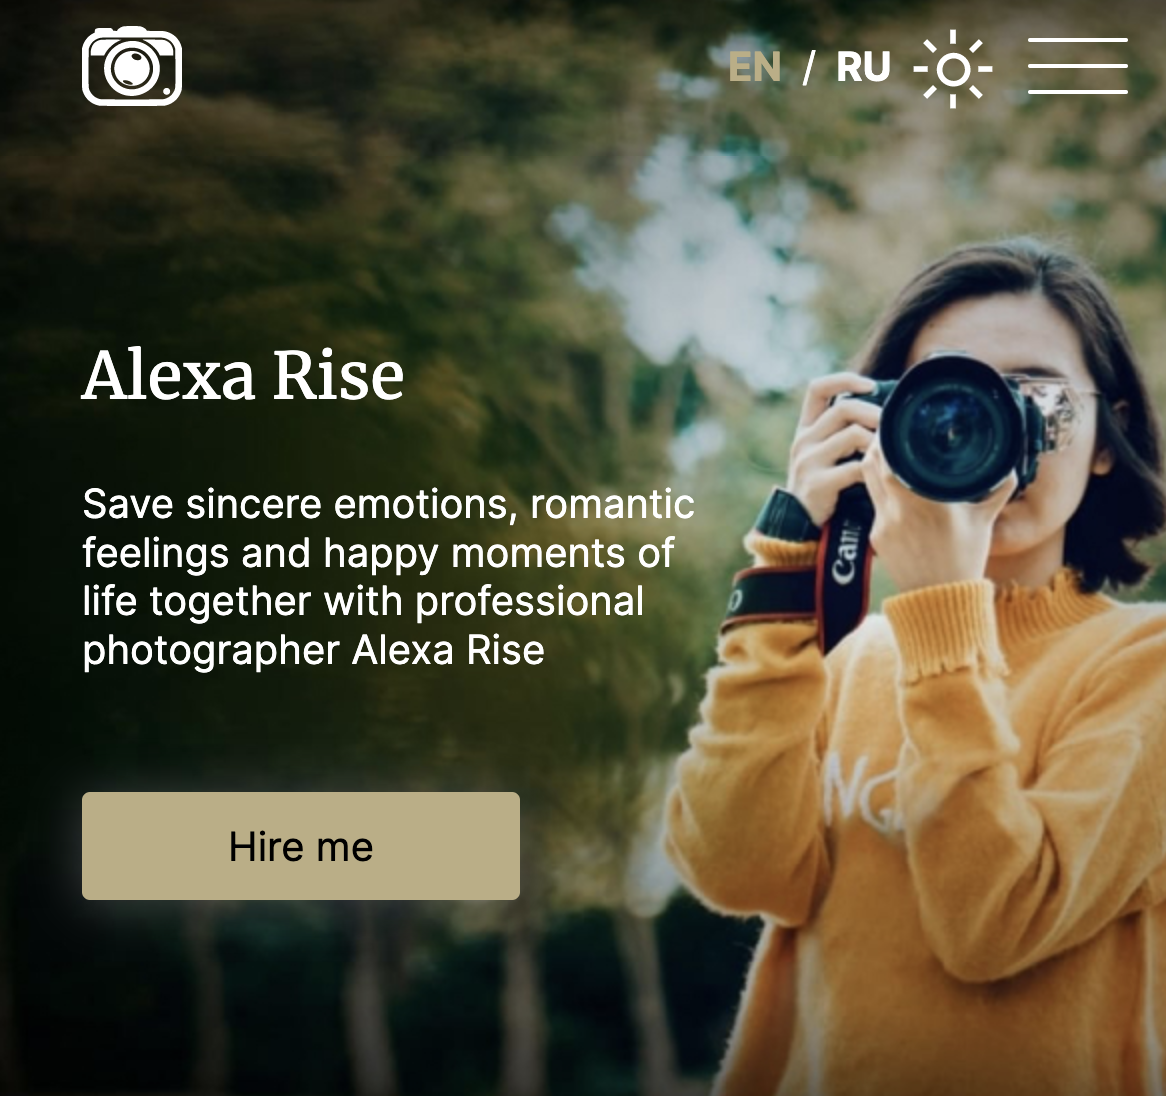 EN / RU
Alexa Rise
Save sincere emotions, romantic
feelings and happy moments of
life together with professional
photographer Alexa Rise
Hire me